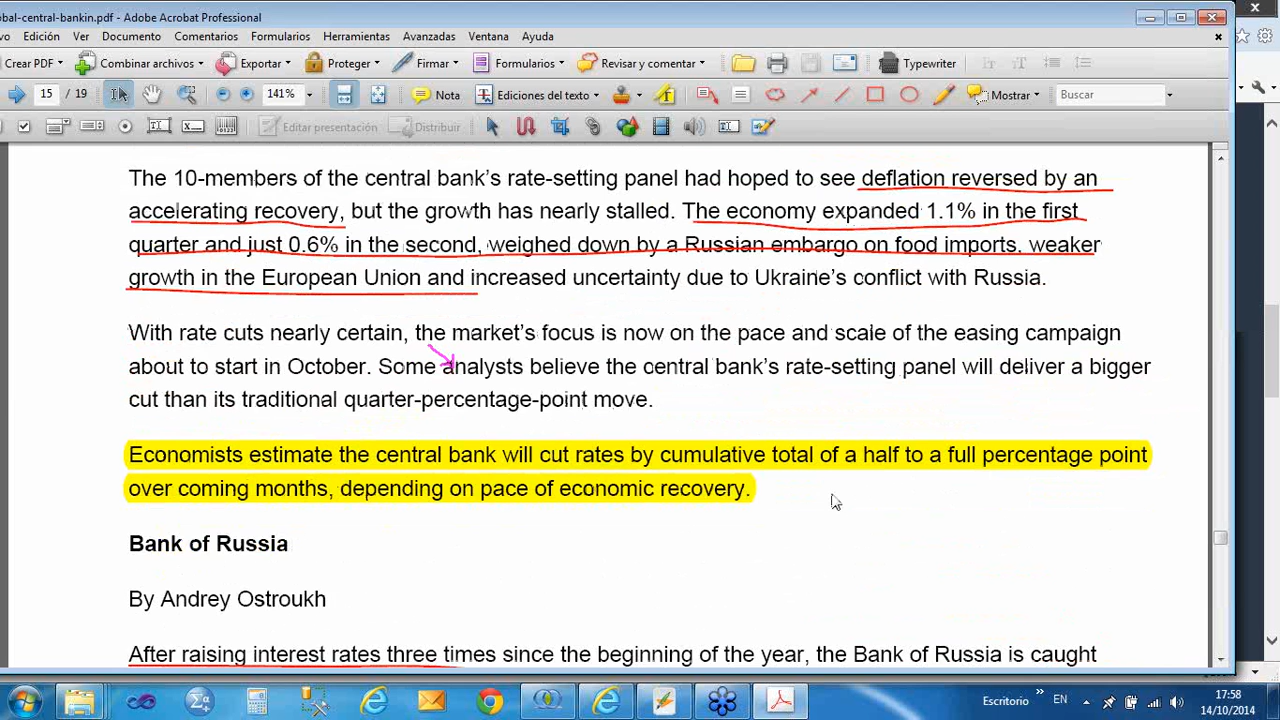 bal-central-bankin.pdf - Adobe Acrobat Professional
vo Edición Ver Documento Comentarios Formularios Herramientas Avanzadas Ventana Ayuda
Crear PDF Combinar archivos Exportar Proteger Firmar Formularios Revisar y comentar Typewriter
15 / 19 141% Nota Ediciones del texto Mostrar Buscar
Editar presentación Distribuir
The 10-members of the central bank's rate-setting panel had hoped to see deflation reversed by an
accelerating recovery, but the growth has nearly stalled. The economy expanded 1.1% in the first
quarter and just 0.6% in the second, weighed down by a Russian embargo on food imports, weaker
growth in the European Union and increased uncertainty due to Ukraine's conflict with Russia.
With rate cuts nearly certain, the market's focus is now on the pace and scale of the easing campaign
about to start in October. Some analysts believe the central bank's rate-setting panel will deliver a bigger
cut than its traditional quarter-percentage-point move.
Economists estimate the central bank will cut rates by cumulative total of a half to a full percentage point
over coming months, depending on pace of economic recovery.
Bank of Russia
By Andrey Ostroukh
After raising interest rates three times since the beginning of the year, the Bank of Russia is caught
Escritorio EN 17:58
14/10/2014